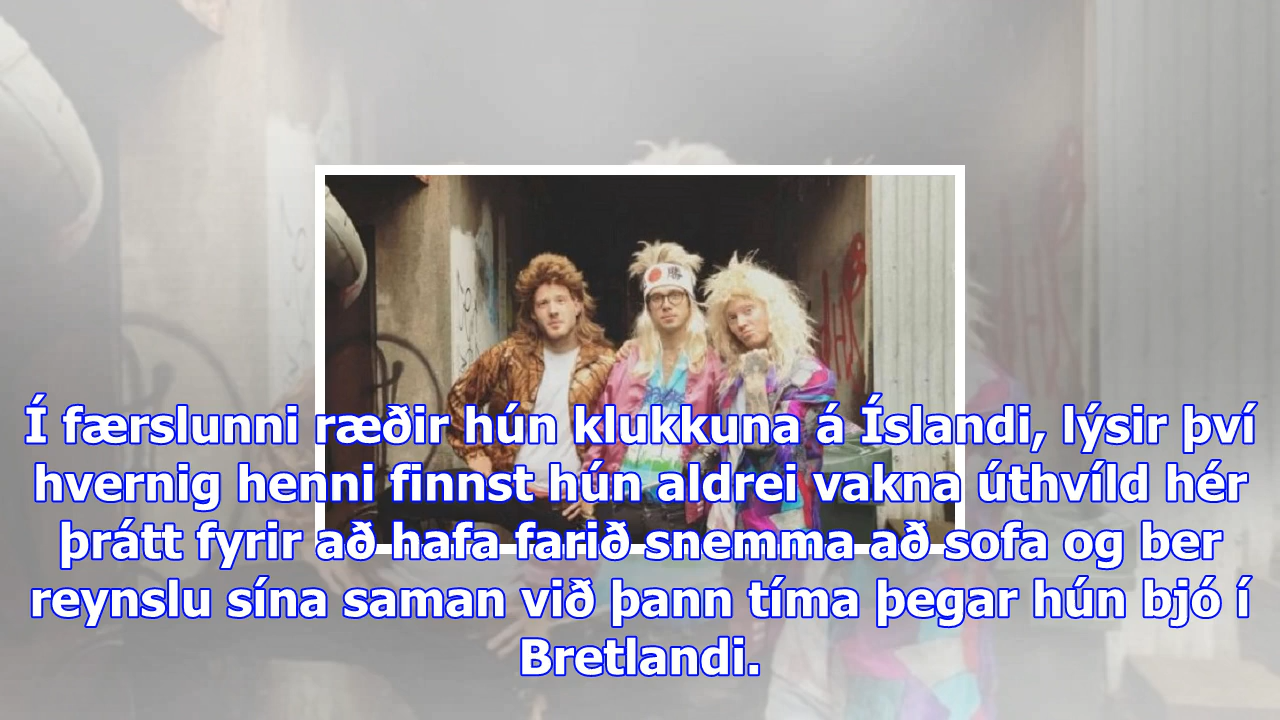 勝
Í færslunni ræðir hún klukkuna á Íslandi, lýsir því
hvernig henni finnst hún aldrei vakna úthvíld hér
þrátt fyrir að hafa farið snemma að sofa og ber
reynslu sína saman við þann tíma þegar hún bjó í
Bretlandi.